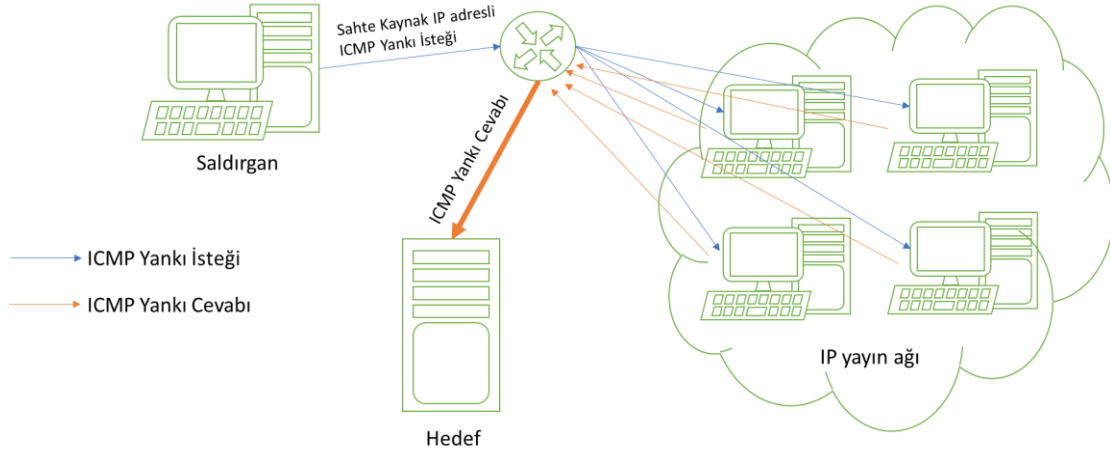 Sahte Kaynak IP adresli
ICMP Yankı İsteği
Saldırgan
ICMP Yankı Cevabı
ICMP Yankı İsteği
ICMP Yankı Cevabı
IP yayın ağı
Hedef